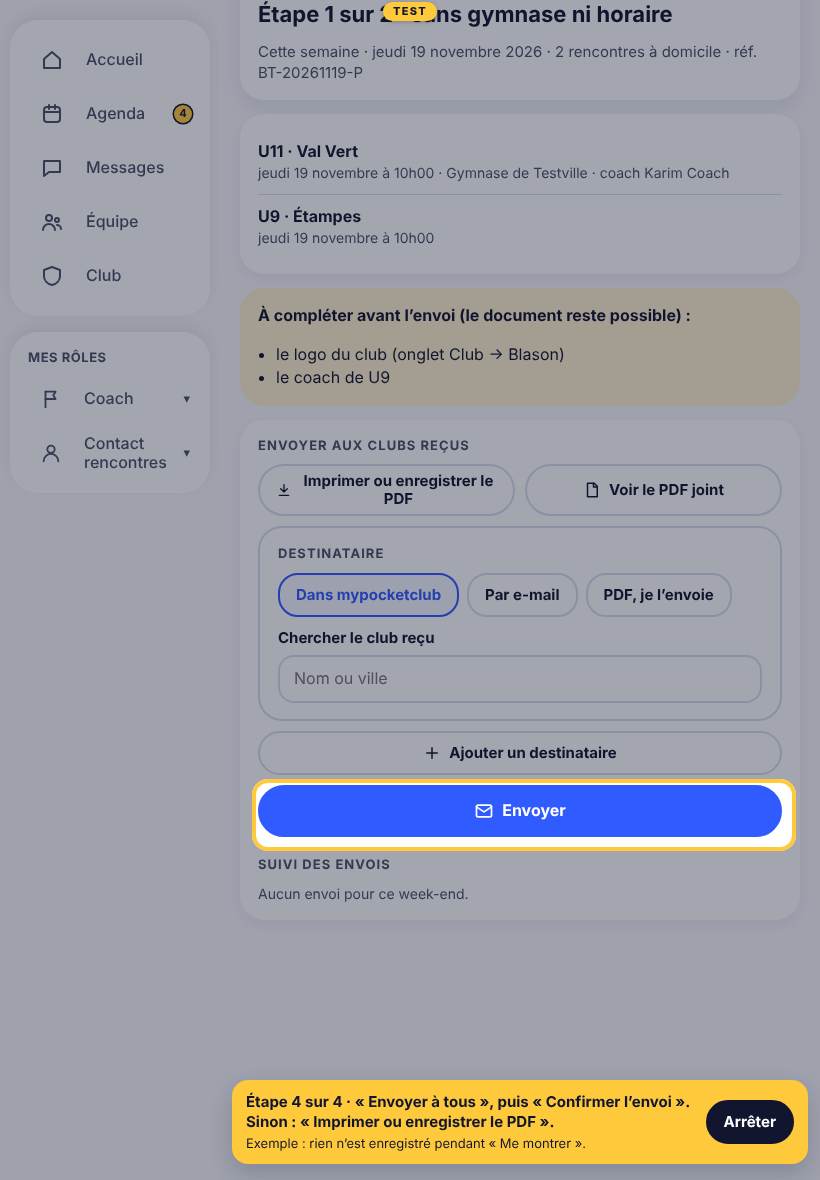 TEST
Étape 1 sur 2 ns gymnase ni horaire
Cette semaine · jeudi 19 novembre 2026 · 2 rencontres à domicile · réf.
BT-20261119-P
Accueil
Agenda 4
Messages
Équipe
Club
MES RÔLES
Coach ▾
Contact ▾
rencontres
U11 · Val Vert
jeudi 19 novembre à 10h00 · Gymnase de Testville · coach Karim Coach
U9 · Étampes
jeudi 19 novembre à 10h00
À compléter avant l’envoi (le document reste possible) :
• le logo du club (onglet Club → Blason)
• le coach de U9
ENVOYER AUX CLUBS REÇUS
Imprimer ou enregistrer le
PDF
Voir le PDF joint
DESTINATAIRE
Dans mypocketclub
Par e-mail
PDF, je l’envoie
Chercher le club reçu
Nom ou ville
Ajouter un destinataire
Envoyer
SUIVI DES ENVOIS
Aucun envoi pour ce week-end.
Étape 4 sur 4 · « Envoyer à tous », puis « Confirmer l’envoi ».
Sinon : « Imprimer ou enregistrer le PDF ».
Exemple : rien n’est enregistré pendant « Me montrer ».
Arrêter